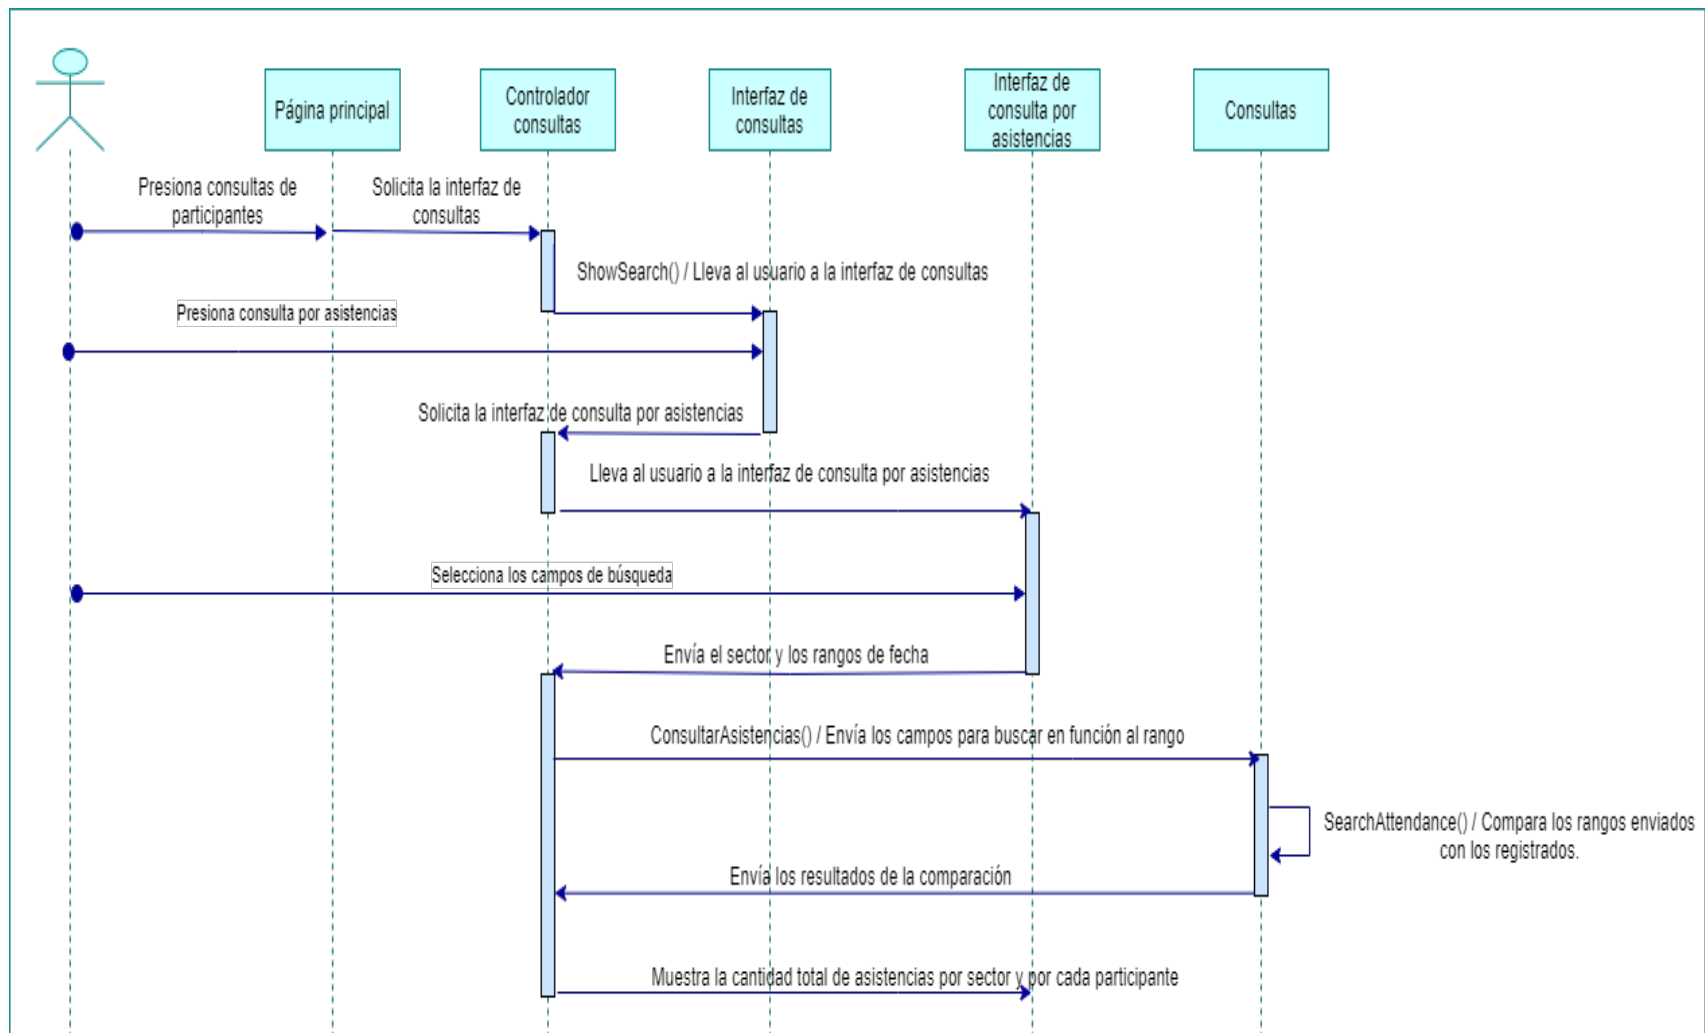 Página principal
Controlador
consultas
Interfaz de
consultas
Interfaz de
consulta por
asistencias
Consultas
Presiona consultas de
participantes
Solicita la interfaz de
consultas
ShowSearch() / Lleva al usuario a la interfaz de consultas
Presiona consulta por asistencias
Solicita la interfaz de consulta por asistencias
Lleva al usuario a la interfaz de consulta por asistencias
Selecciona los campos de búsqueda
Envía el sector y los rangos de fecha
ConsultarAsistencias() / Envía los campos para buscar en función al rango
SearchAttendance() / Compara los rangos enviados
con los registrados.
Envía los resultados de la comparación
Muestra la cantidad total de asistencias por sector y por cada participante